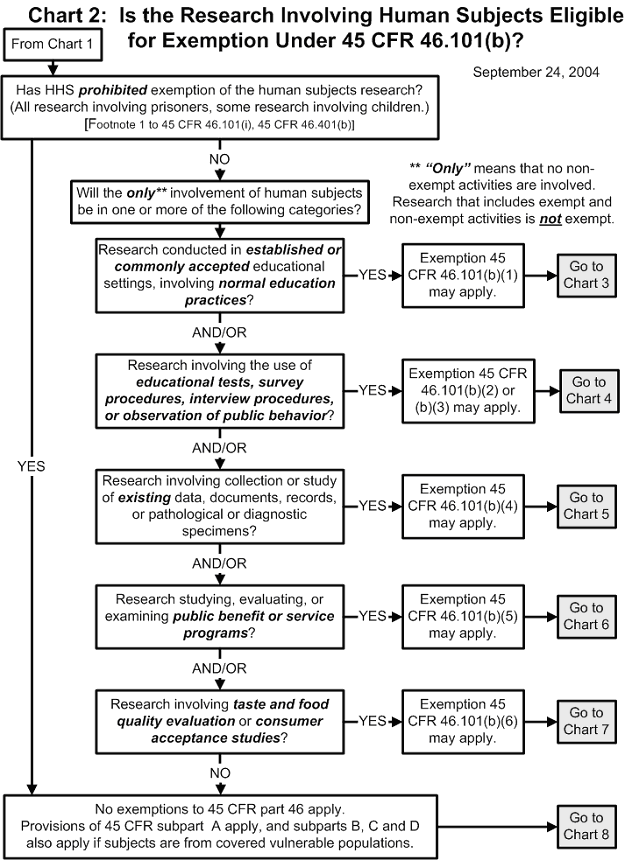 Chart 2:  Is the Research Involving Human Subjects Eligible
for Exemption Under 45 CFR 46.101(b)?
From Chart 1
September 24, 2004
Has HHS prohibited exemption of the human subjects research?
(All research involving prisoners, some research involving children.)
[Footnote 1 to 45 CFR 46.101(i), 45 CFR 46.401(b)]
NO
** “Only” means that no non-
exempt activities are involved.
Research that includes exempt and
non-exempt activities is not exempt.
Will the only** involvement of human subjects
be in one or more of the following categories?
Research conducted in established or
commonly accepted educational
settings, involving normal education
practices?
YES
Exemption 45
CFR 46.101(b)(1)
may apply.
Go to
Chart 3
AND/OR
Research involving the use of
educational tests, survey
procedures, interview procedures,
or observation of public behavior?
YES
Exemption 45 CFR
46.101(b)(2) or
(b)(3) may apply.
Go to
Chart 4
AND/OR
YES
Research involving collection or study
of existing data, documents, records,
or pathological or diagnostic
specimens?
YES
Exemption 45
CFR 46.101(b)(4)
may apply.
Go to
Chart 5
AND/OR
Research studying, evaluating, or
examining public benefit or service
programs?
YES
Exemption 45
CFR 46.101(b)(5)
may apply.
Go to
Chart 6
AND/OR
Research involving taste and food
quality evaluation or consumer
acceptance studies?
YES
Exemption 45
CFR 46.101(b)(6)
may apply.
Go to
Chart 7
NO
No exemptions to 45 CFR part 46 apply.
Provisions of 45 CFR subpart  A apply, and subparts B, C and D
also apply if subjects are from covered vulnerable populations.
Go to
Chart 8